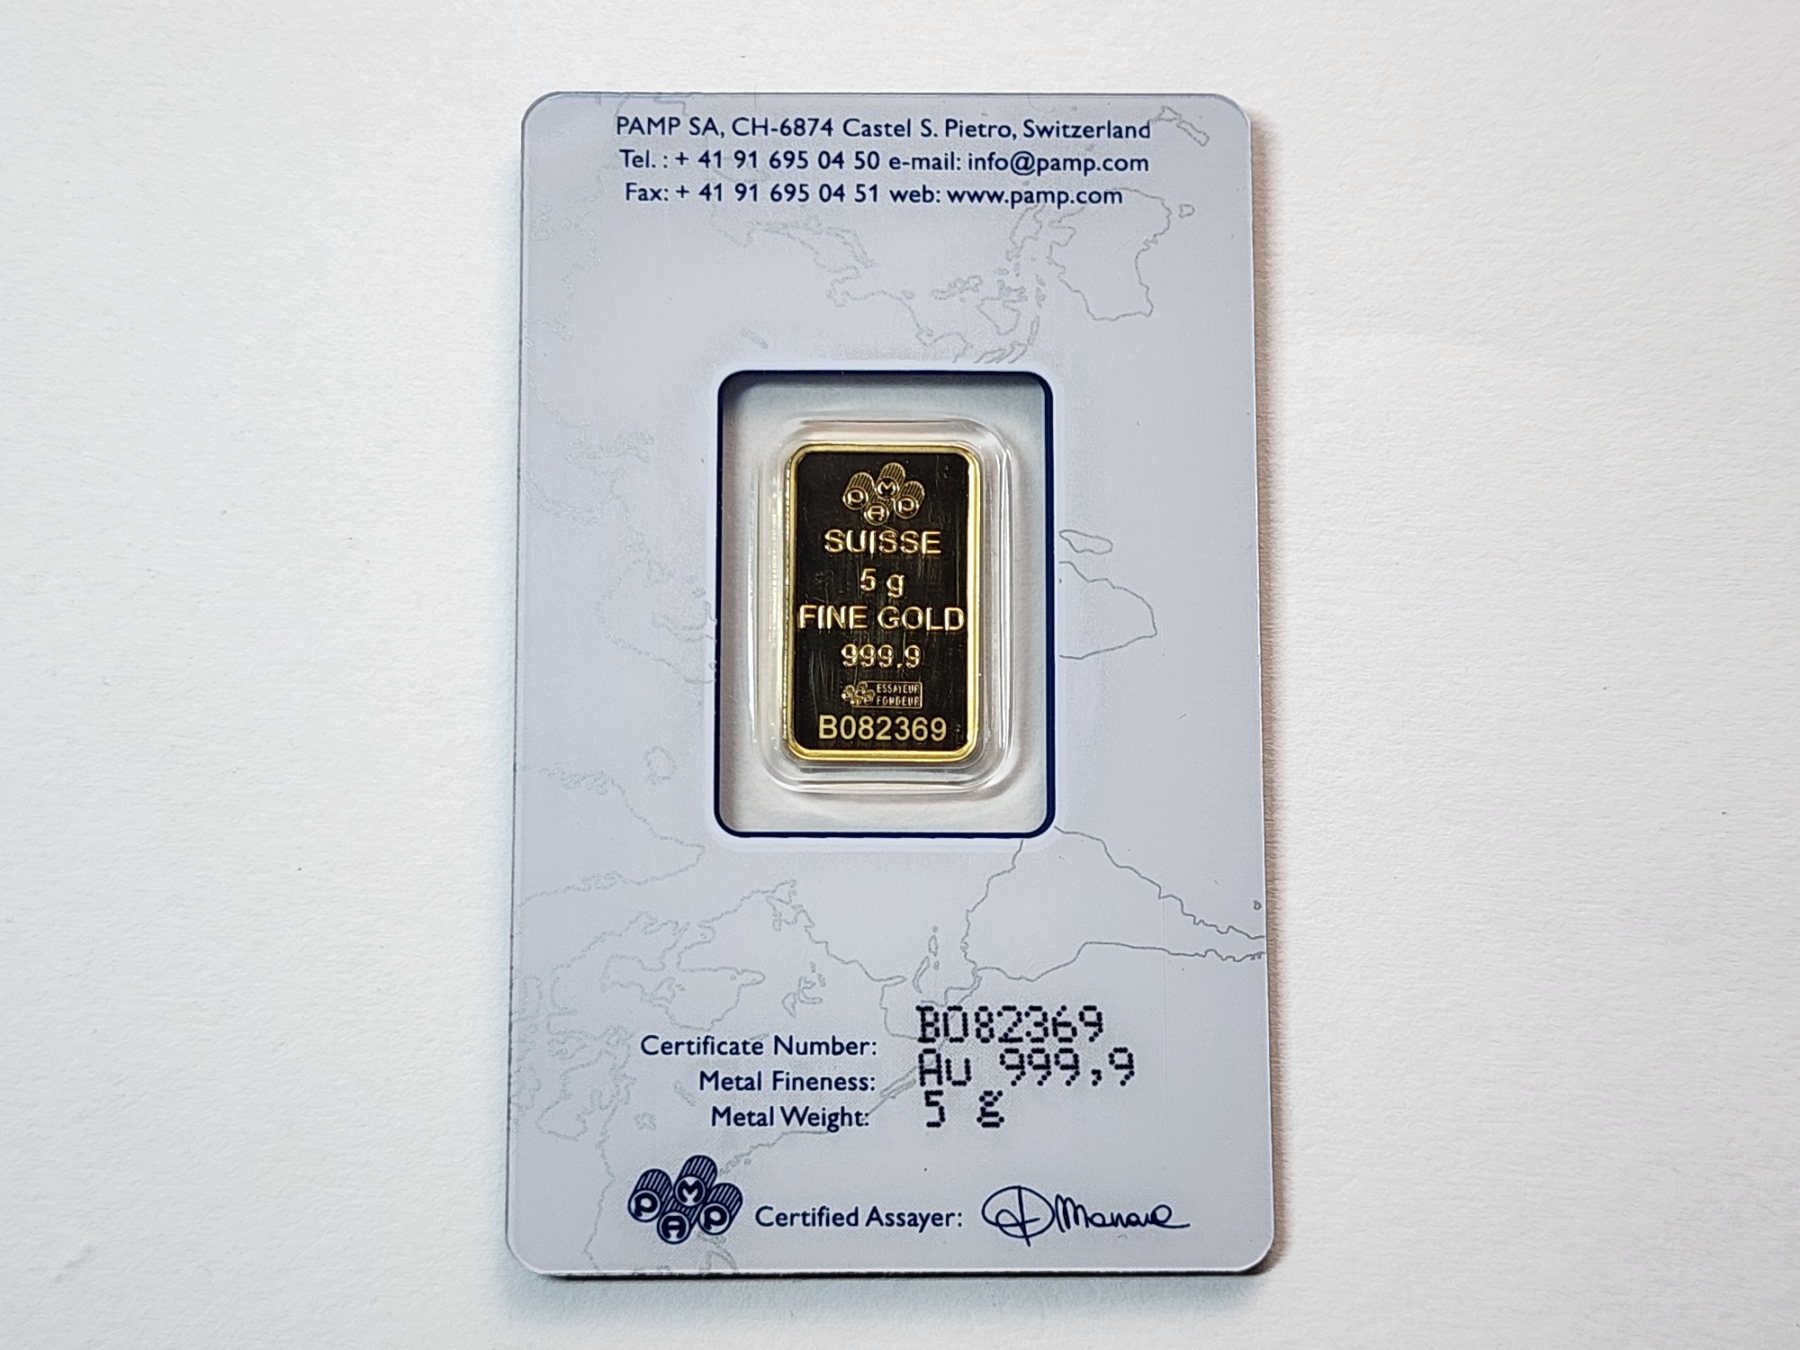 PAMP SA, CH-6874 Castel S. Pietro, Switzerland
Tel. : + 41 91 695 04 50 e-mail: info@pamp.com
Fax: + 41 91 695 04 51 web: www.pamp.com
PAMP
SUISSE
5 g
FINE GOLD
999.9
ESSAYEUR
FONDEUR
B082369
Certificate Number: B082369
Metal Fineness: Au 999,9
Metal Weight: 5 g
PAMP
Certified Assayer: